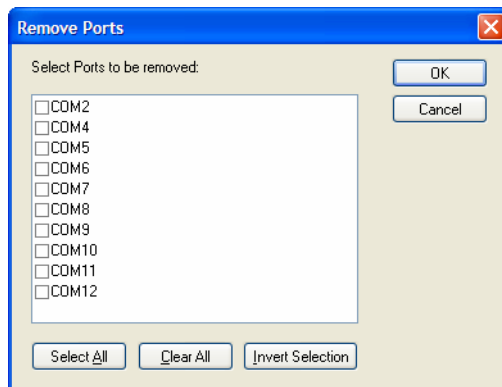 Remove Ports
Select Ports to be removed:
OK
Cancel
COM2
COM4
COM5
COM6
COM7
COM8
COM9
COM10
COM11
COM12
Select All
Clear All
Invert Selection